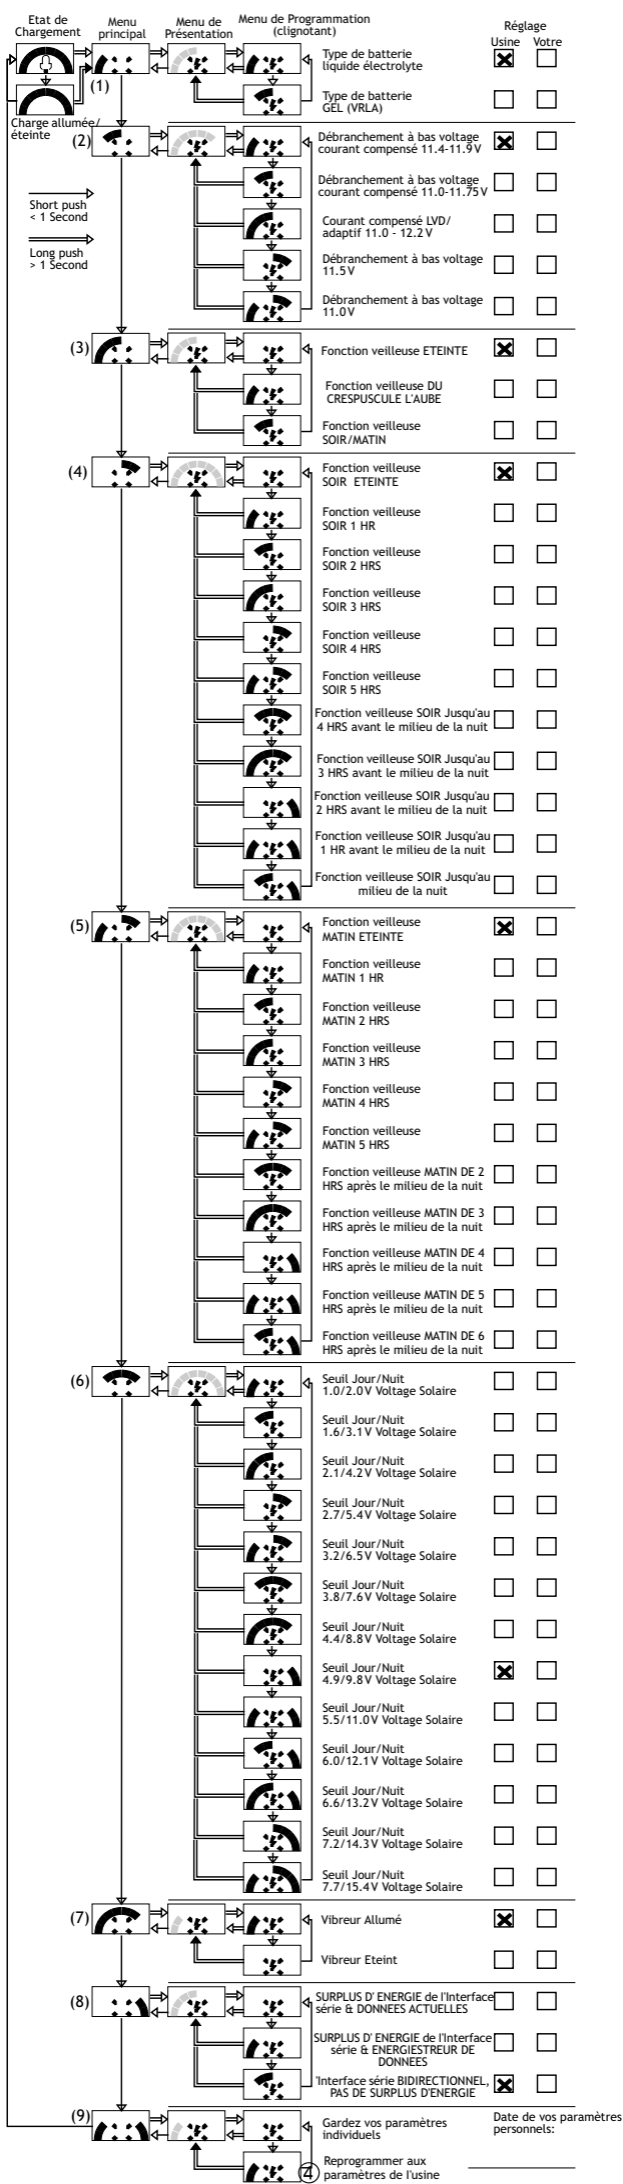 Etat de
Chargement
Menu
principal
Menu de
Présentation
Menu de Programmation
(clignotant)
Réglage
Usine Votre
(1)
Charge allumée/
éteinte
Type de batterie
liquide électrolyte
Type de batterie
GEL (VRLA)
(2)
Débranchement à bas voltage
courant compensé 11.4-11.9V
Short push
< 1 Second
Long push
> 1 Second
Débranchement à bas voltage
courant compensé 11.0-11.75V
Courant compensé LVD/
adaptif 11.0 - 12.2V
Débranchement à bas voltage
11.5V
Débranchement à bas voltage
11.0V
(3)
Fonction veilleuse ETEINTE
Fonction veilleuse DU
CRESPUSCULE L'AUBE
Fonction veilleuse
SOIR/MATIN
(4)
Fonction veilleuse
SOIR ETEINTE
Fonction veilleuse
SOIR 1 HR
Fonction veilleuse
SOIR 2 HRS
Fonction veilleuse
SOIR 3 HRS
Fonction veilleuse
SOIR 4 HRS
Fonction veilleuse
SOIR 5 HRS
Fonction veilleuse SOIR Jusqu'au
4 HRS avant le milieu de la nuit
Fonction veilleuse SOIR Jusqu'au
3 HRS avant le milieu de la nuit
Fonction veilleuse SOIR Jusqu'au
2 HRS avant le milieu de la nuit
Fonction veilleuse SOIR Jusqu'au
1 HR avant le milieu de la nuit
Fonction veilleuse SOIR Jusqu'au
milieu de la nuit
(5)
Fonction veilleuse
MATIN ETEINTE
Fonction veilleuse
MATIN 1 HR
Fonction veilleuse
MATIN 2 HRS
Fonction veilleuse
MATIN 3 HRS
Fonction veilleuse
MATIN 4 HRS
Fonction veilleuse
MATIN 5 HRS
Fonction veilleuse MATIN DE 2
HRS après le milieu de la nuit
Fonction veilleuse MATIN DE 3
HRS après le milieu de la nuit
Fonction veilleuse MATIN DE 4
HRS après le milieu de la nuit
Fonction veilleuse MATIN DE 5
HRS après le milieu de la nuit
Fonction veilleuse MATIN DE 6
HRS après le milieu de la nuit
(6)
Seuil Jour/Nuit
1.0/2.0V Voltage Solaire
Seuil Jour/Nuit
1.6/3.1V Voltage Solaire
Seuil Jour/Nuit
2.1/4.2V Voltage Solaire
Seuil Jour/Nuit
2.7/5.4V Voltage Solaire
Seuil Jour/Nuit
3.2/6.5V Voltage Solaire
Seuil Jour/Nuit
3.8/7.6V Voltage Solaire
Seuil Jour/Nuit
4.4/8.8V Voltage Solaire
Seuil Jour/Nuit
4.9/9.8V Voltage Solaire
Seuil Jour/Nuit
5.5/11.0V Voltage Solaire
Seuil Jour/Nuit
6.0/12.1V Voltage Solaire
Seuil Jour/Nuit
6.6/13.2V Voltage Solaire
Seuil Jour/Nuit
7.2/14.3V Voltage Solaire
Seuil Jour/Nuit
7.7/15.4V Voltage Solaire
(7)
Vibreur Allumé
Vibreur Eteint
(8)
SURPLUS D' ENERGIE de l'Interface
série & DONNEES ACTUELLES
SURPLUS D' ENERGIE de l'Interface
série & ENERGIESTREUR DE
DONNEES
'Interface série BIDIRECTIONNEL,
PAS DE SURPLUS D'ENERGIE
(9)
Gardez vos paramètres
individuels
Date de vos paramètres
personnels:
Reprogrammer aux
paramètres de l'usine
4